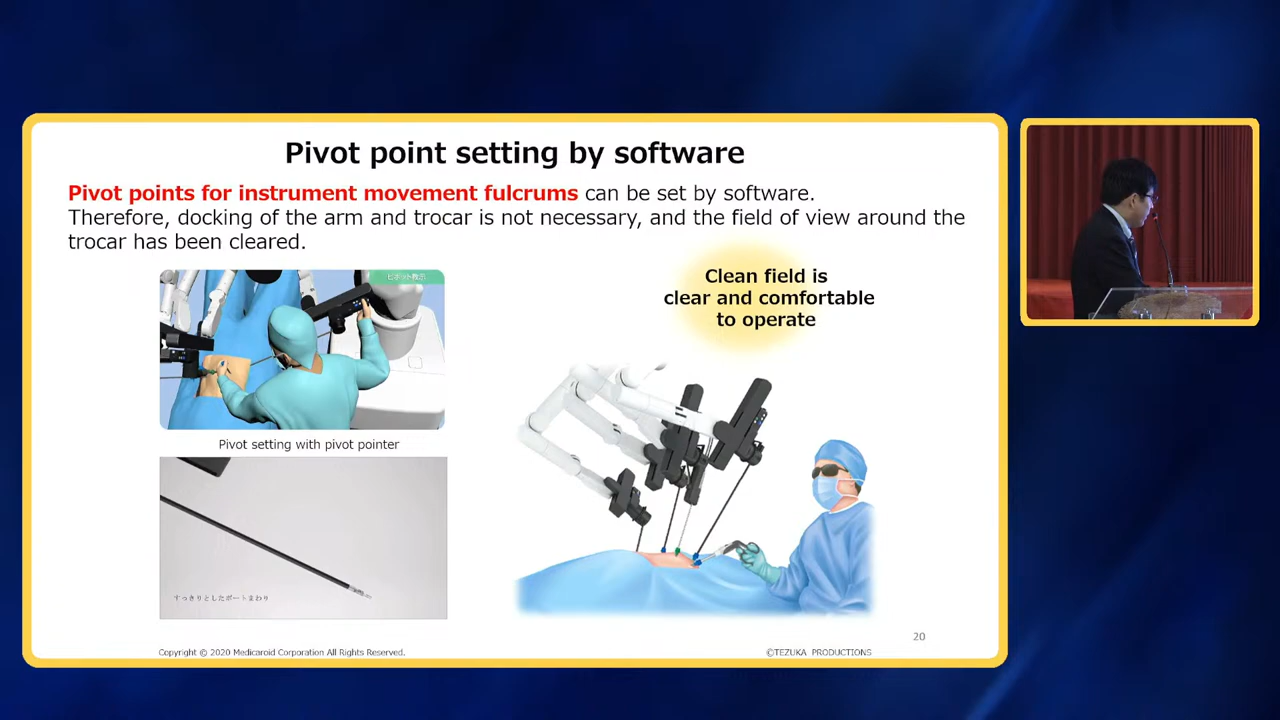 Pivot point setting by software
Pivot points for instrument movement fulcrums can be set by software.
Therefore, docking of the arm and trocar is not necessary, and the field of view around the
trocar has been cleared.
ピボット教示
Clean field is
clear and comfortable
to operate
Pivot setting with pivot pointer
すっきりとしたポートまわり
20
Copyright © 2020 Medicaroid Corporation All Rights Reserved.
©TEZUKA PRODUCTIONS